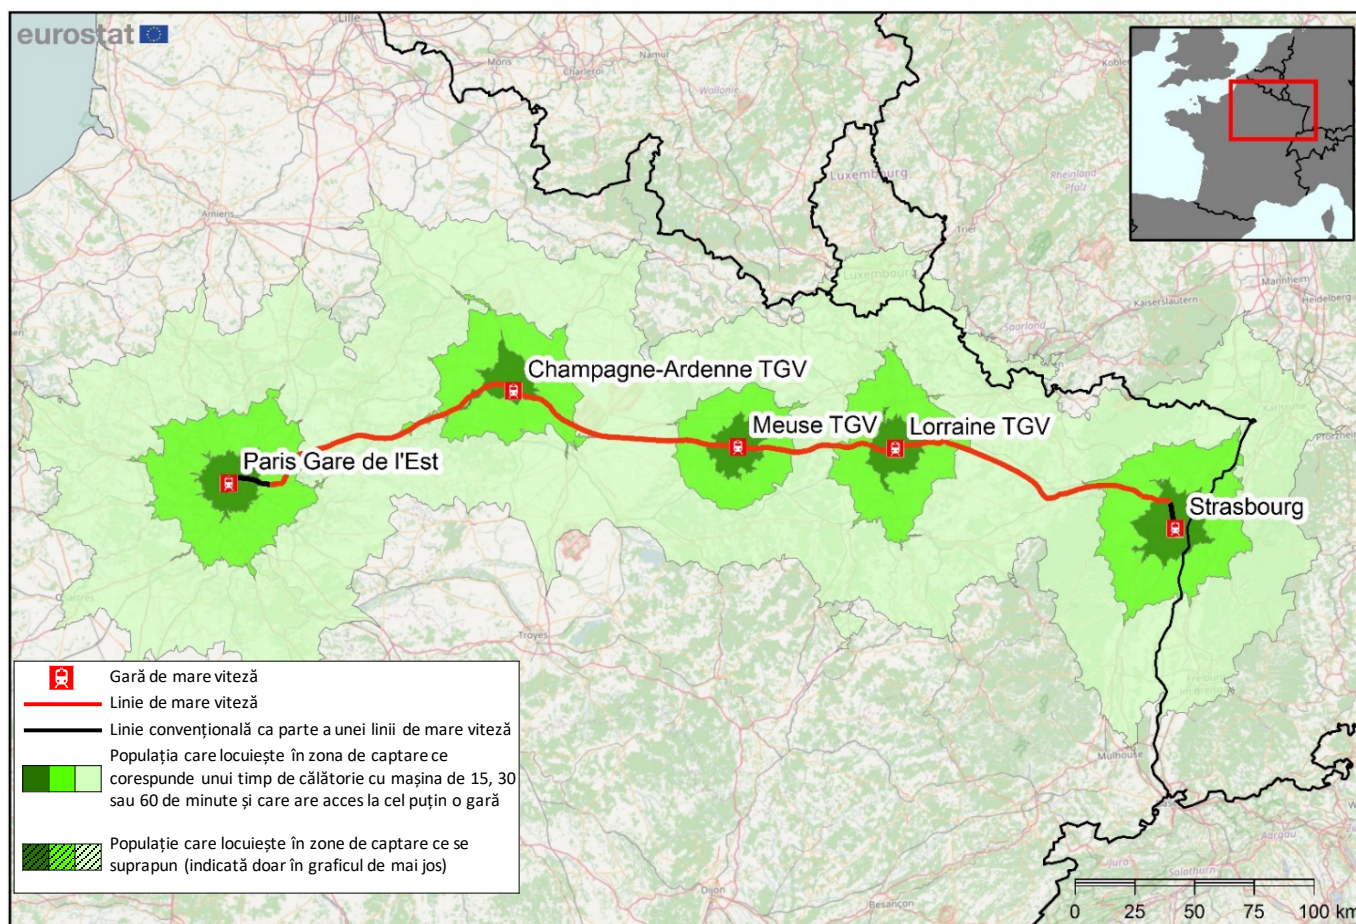 eurostat
Lille
Mons
Charleroi
Namur
Wallonie
Koblenz
Amiens
Luxembourg
Rheinland
Pfalz
Trier
Luxembourg
Mannheim
Kaiserslautern
Heidelberg
Saarland
Champagne-Ardenne TGV
Meuse TGV
Lorraine TGV
Karlsruhe
Pforzheim
Paris Gare de l'Est
Strasbourg
Chartres
Troyes
Freiburg
im Breisgau
Mulhouse
Gară de mare viteză
Linie de mare viteză
Linie convențională ca parte a unei linii de mare viteză
Populația care locuiește în zona de captare ce
corespunde unui timp de călătorie cu mașina de 15, 30
sau 60 de minute și care are acces la cel puțin o gară
Populație care locuiește în zone de captare ce se
suprapun (indicată doar în graficul de mai jos)
Aargau
Jura
Solothurn
Dijon
Besançon
0 25 50 100 km